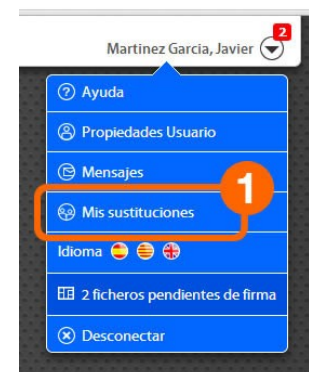 2
Martinez Garcia, Javier
Ayuda
Propiedades Usuario
Mensajes
1
Mis sustituciones
Idioma
2 ficheros pendientes de firma
Desconectar